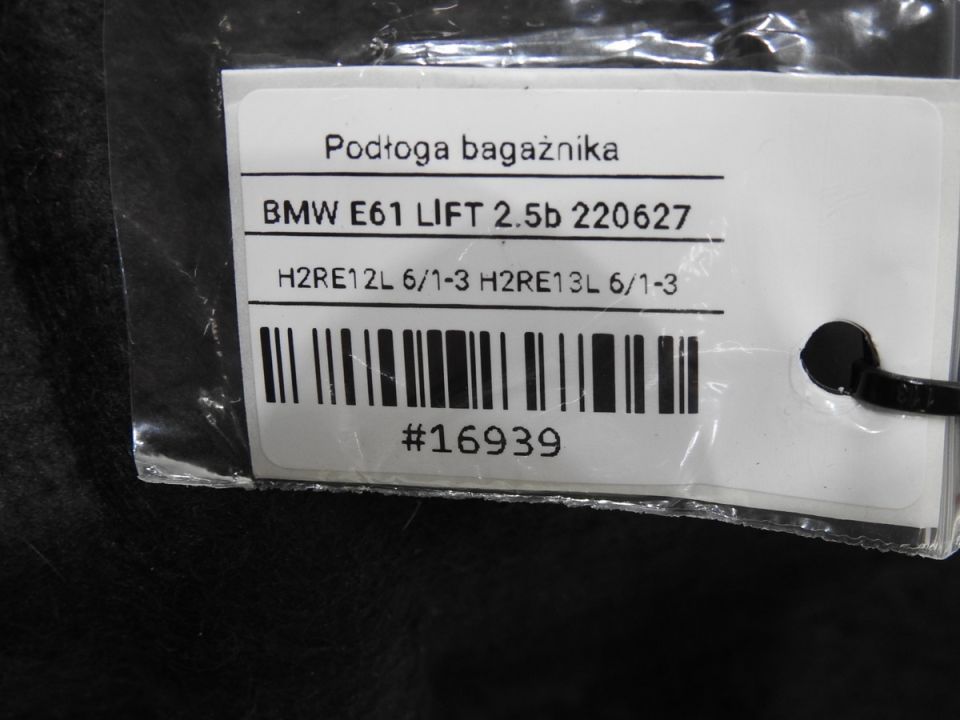 Podłoga bagażnika
BMW E61 LIFT 2.5b 220627
H2RE12L 6/1-3 H2RE13L 6/1-3
#16939